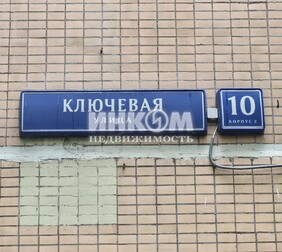 КЛЮЧЕВАЯ
УЛИЦА
10
КОРПУС 2
ИНКОМ
НЕДВИЖИМОСТЬ